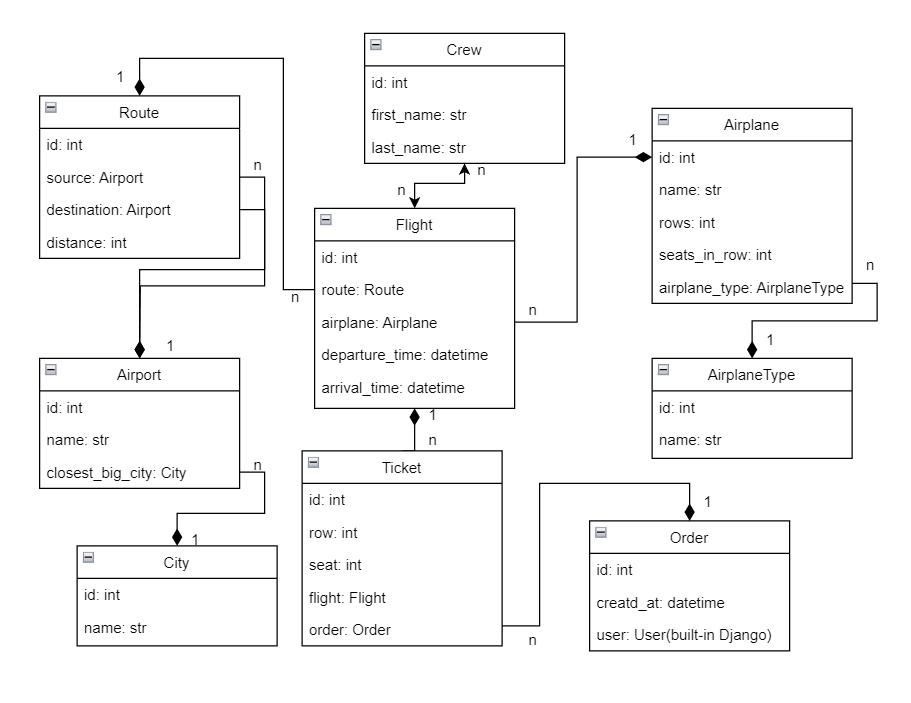 Crew
id: int
first_name: str
last_name: str
n
n
1
Route
id: int
source: Airport
destination: Airport
distance: int
n
n
1
Airplane
id: int
name: str
rows: int
seats_in_row: int
airplane_type: AirplaneType
n
1
Flight
id: int
route: Route
airplane: Airplane
departure_time: datetime
arrival_time: datetime
n
1
n
1
Airport
id: int
name: str
closest_big_city: City
n
1
AirplaneType
id: int
name: str
Ticket
id: int
row: int
seat: int
flight: Flight
order: Order
n
1
Order
id: int
creatd_at: datetime
user: User(built-in Django)
City
id: int
name: str